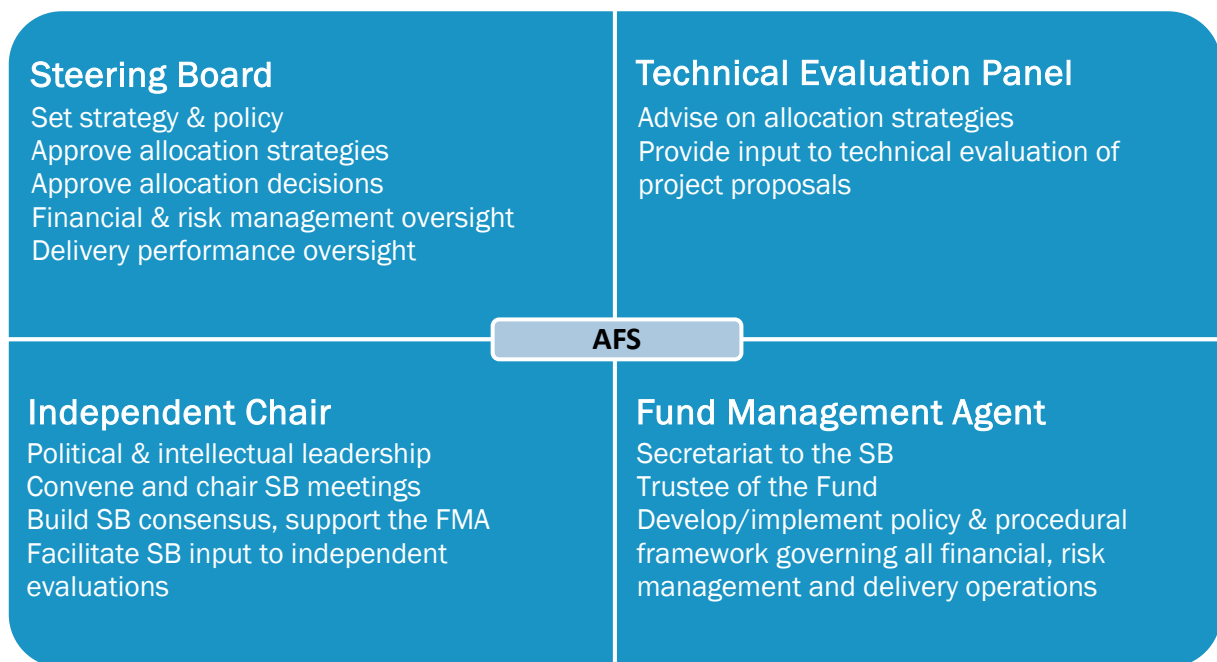 Steering Board
Set strategy & policy
Approve allocation strategies
Approve allocation decisions
Financial & risk management oversight
Delivery performance oversight
Technical Evaluation Panel
Advise on allocation strategies
Provide input to technical evaluation of
project proposals
AFS
Independent Chair
Political & intellectual leadership
Convene and chair SB meetings
Build SB consensus, support the FMA
Facilitate SB input to independent
evaluations
Fund Management Agent
Secretariat to the SB
Trustee of the Fund
Develop/implement policy & procedural
framework governing all financial, risk
management and delivery operations